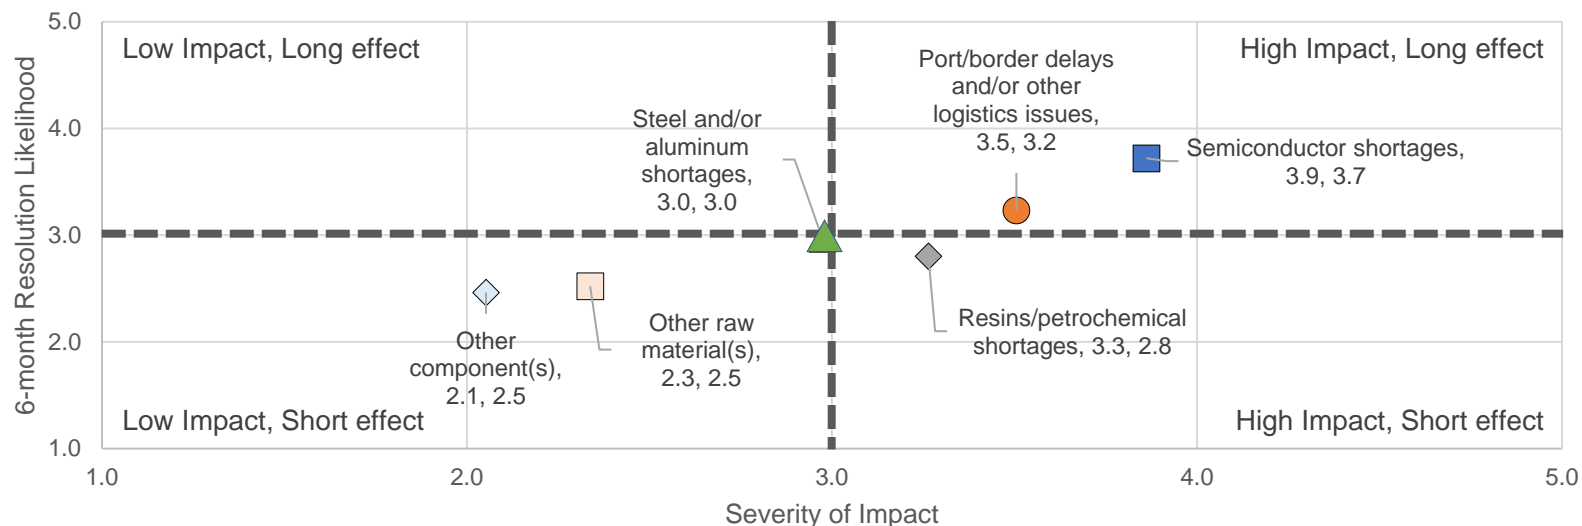 6-month Resolution Likelihood
5.0
4.0
3.0
2.0
1.0
Low Impact, Long effect
High Impact, Long effect
Port/border delays
and/or other
logistics issues,
3.5, 3.2
Steel and/or
aluminum
shortages,
3.0, 3.0
Semiconductor shortages,
3.9, 3.7
Other
component(s),
2.1, 2.5
Other raw
material(s),
2.3, 2.5
Resins/petrochemical
shortages, 3.3, 2.8
Low Impact, Short effect
High Impact, Short effect
1.0
2.0
3.0
4.0
5.0
Severity of Impact